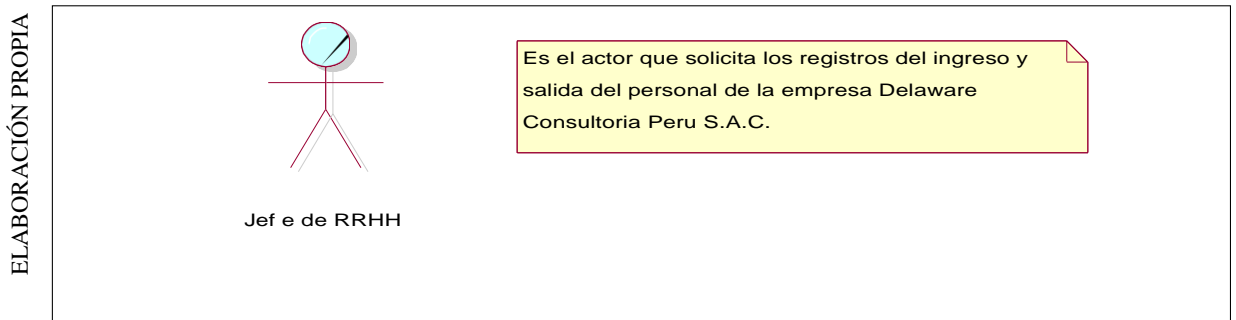 ELABORACIÓN PROPIA
Es el actor que solicita los registros del ingreso y
salida del personal de la empresa Delaware
Consultoria Peru S.A.C.
Jef e de RRHH